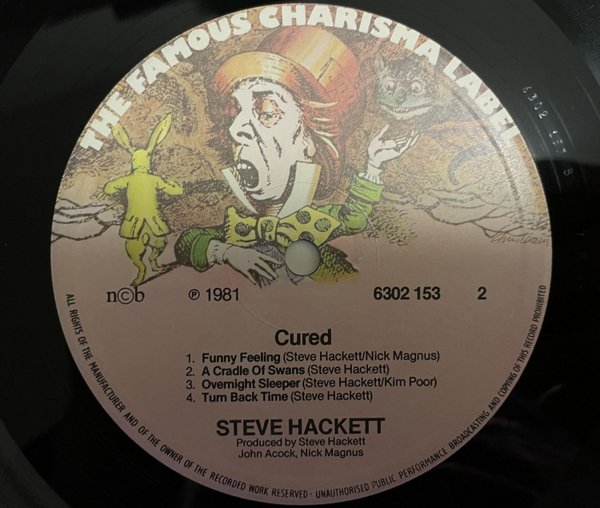 THE FAMOUS CHARISMA LABEL
n©b
℗ 1981
6302 153 2
Cured
1. Funny Feeling (Steve Hackett/Nick Magnus)
2. A Cradle Of Swans (Steve Hackett)
3. Overnight Sleeper (Steve Hackett/Kim Poor)
4. Turn Back Time (Steve Hackett)
STEVE HACKETT
Produced by Steve Hackett
John Acock, Nick Magnus
ALL RIGHTS OF THE MANUFACTURER AND OF THE OWNER OF THE RECORDED WORK RESERVED · UNAUTHORISED PUBLIC PERFORMANCE BROADCASTING AND COPYING OF THIS RECORD PROHIBITED